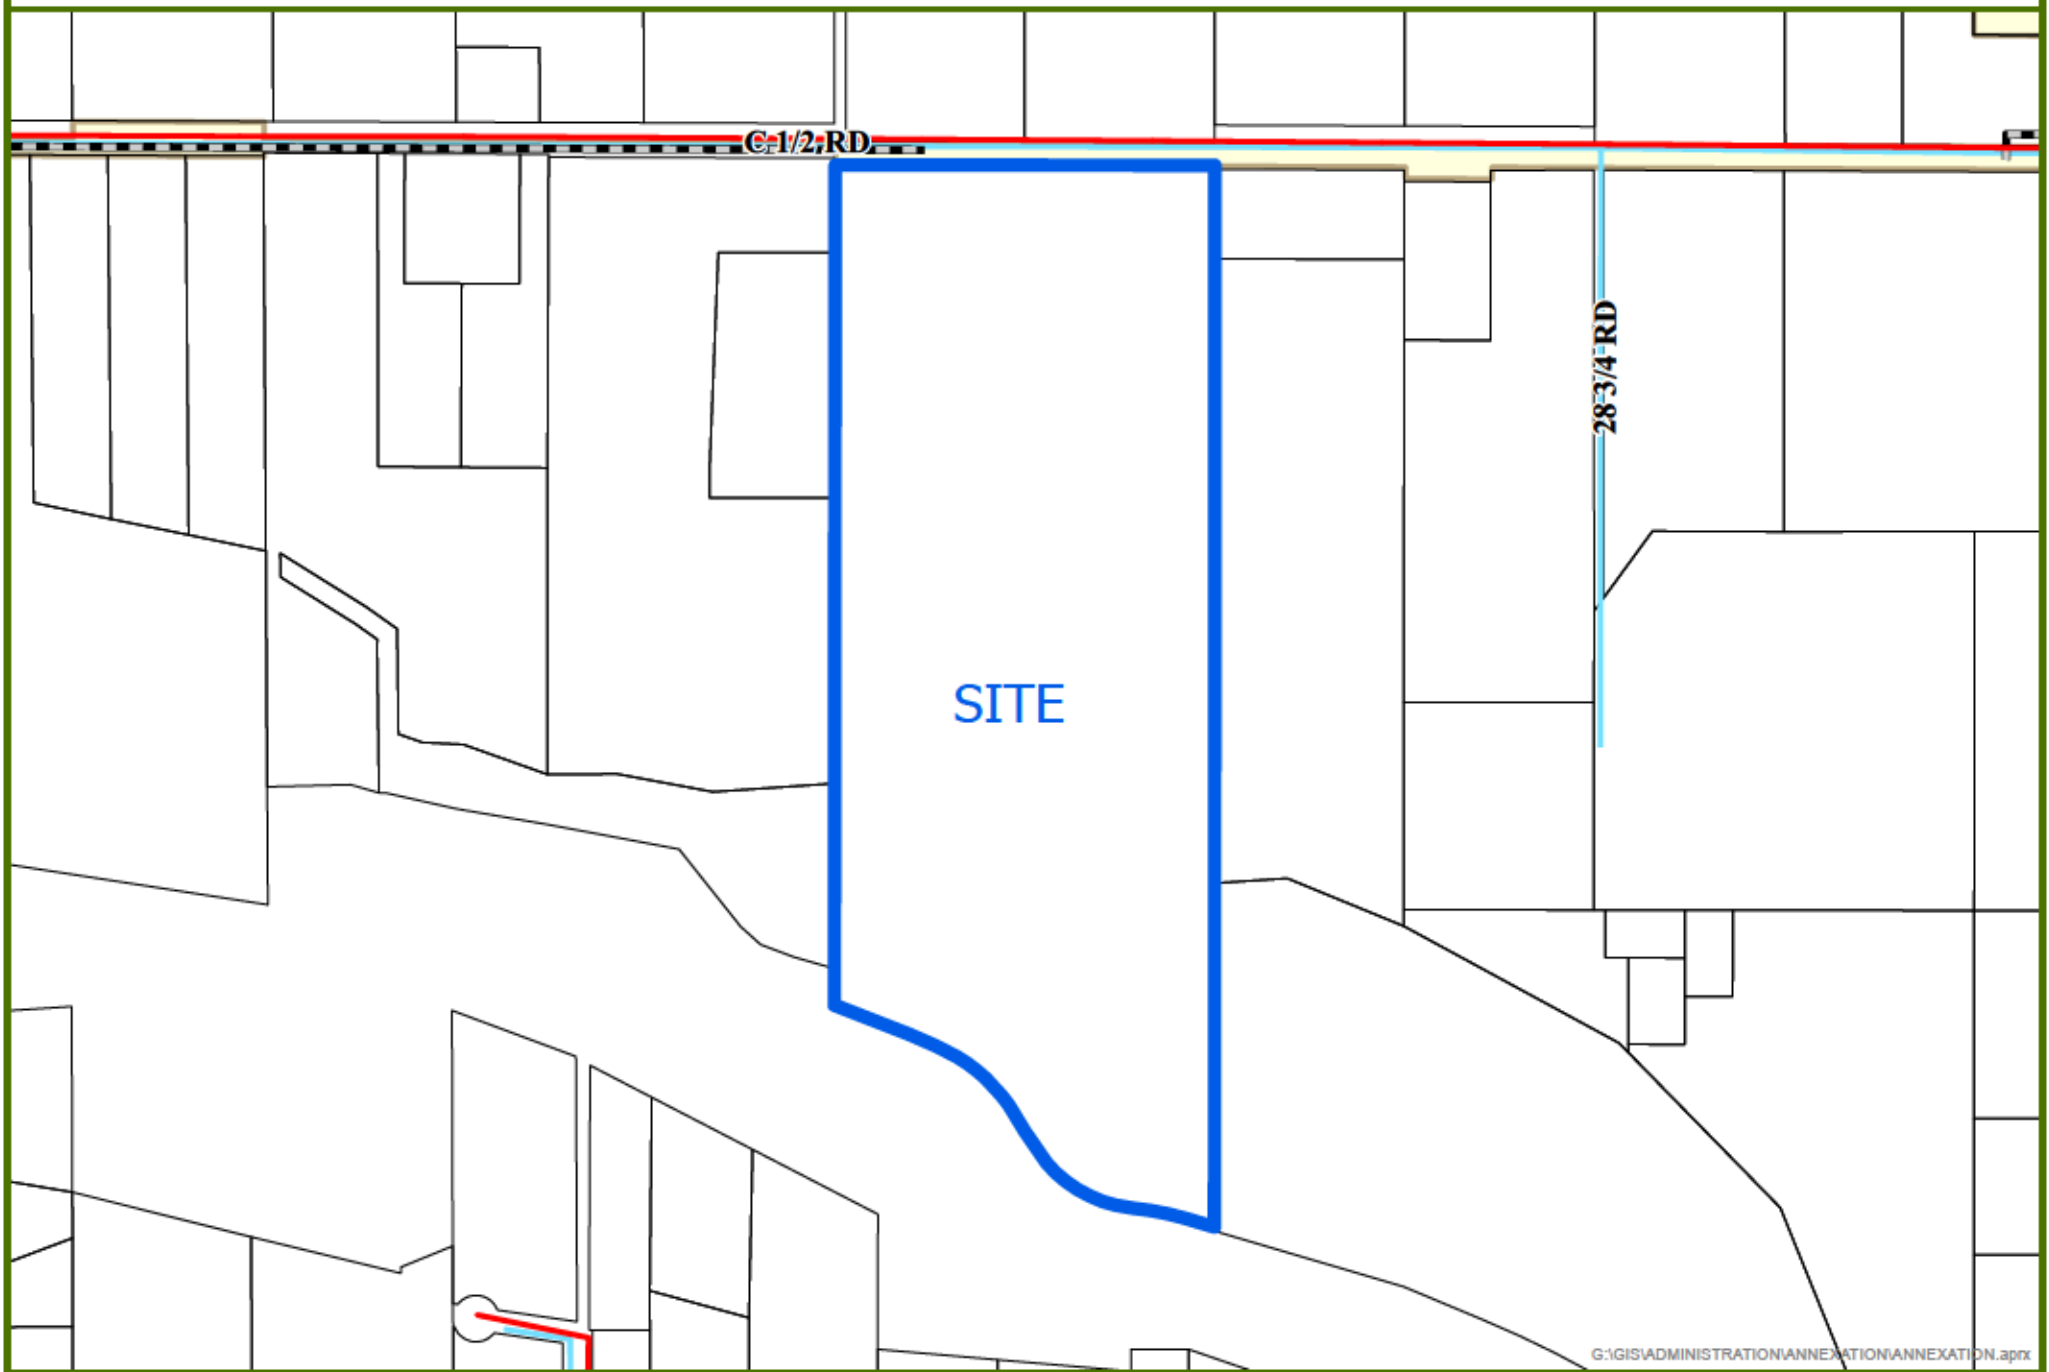 C 1/2 RD
28 3/4 RD
SITE
G:\GIS\ADMINISTRATION\ANNEXATION\ANNEXATION.aprx